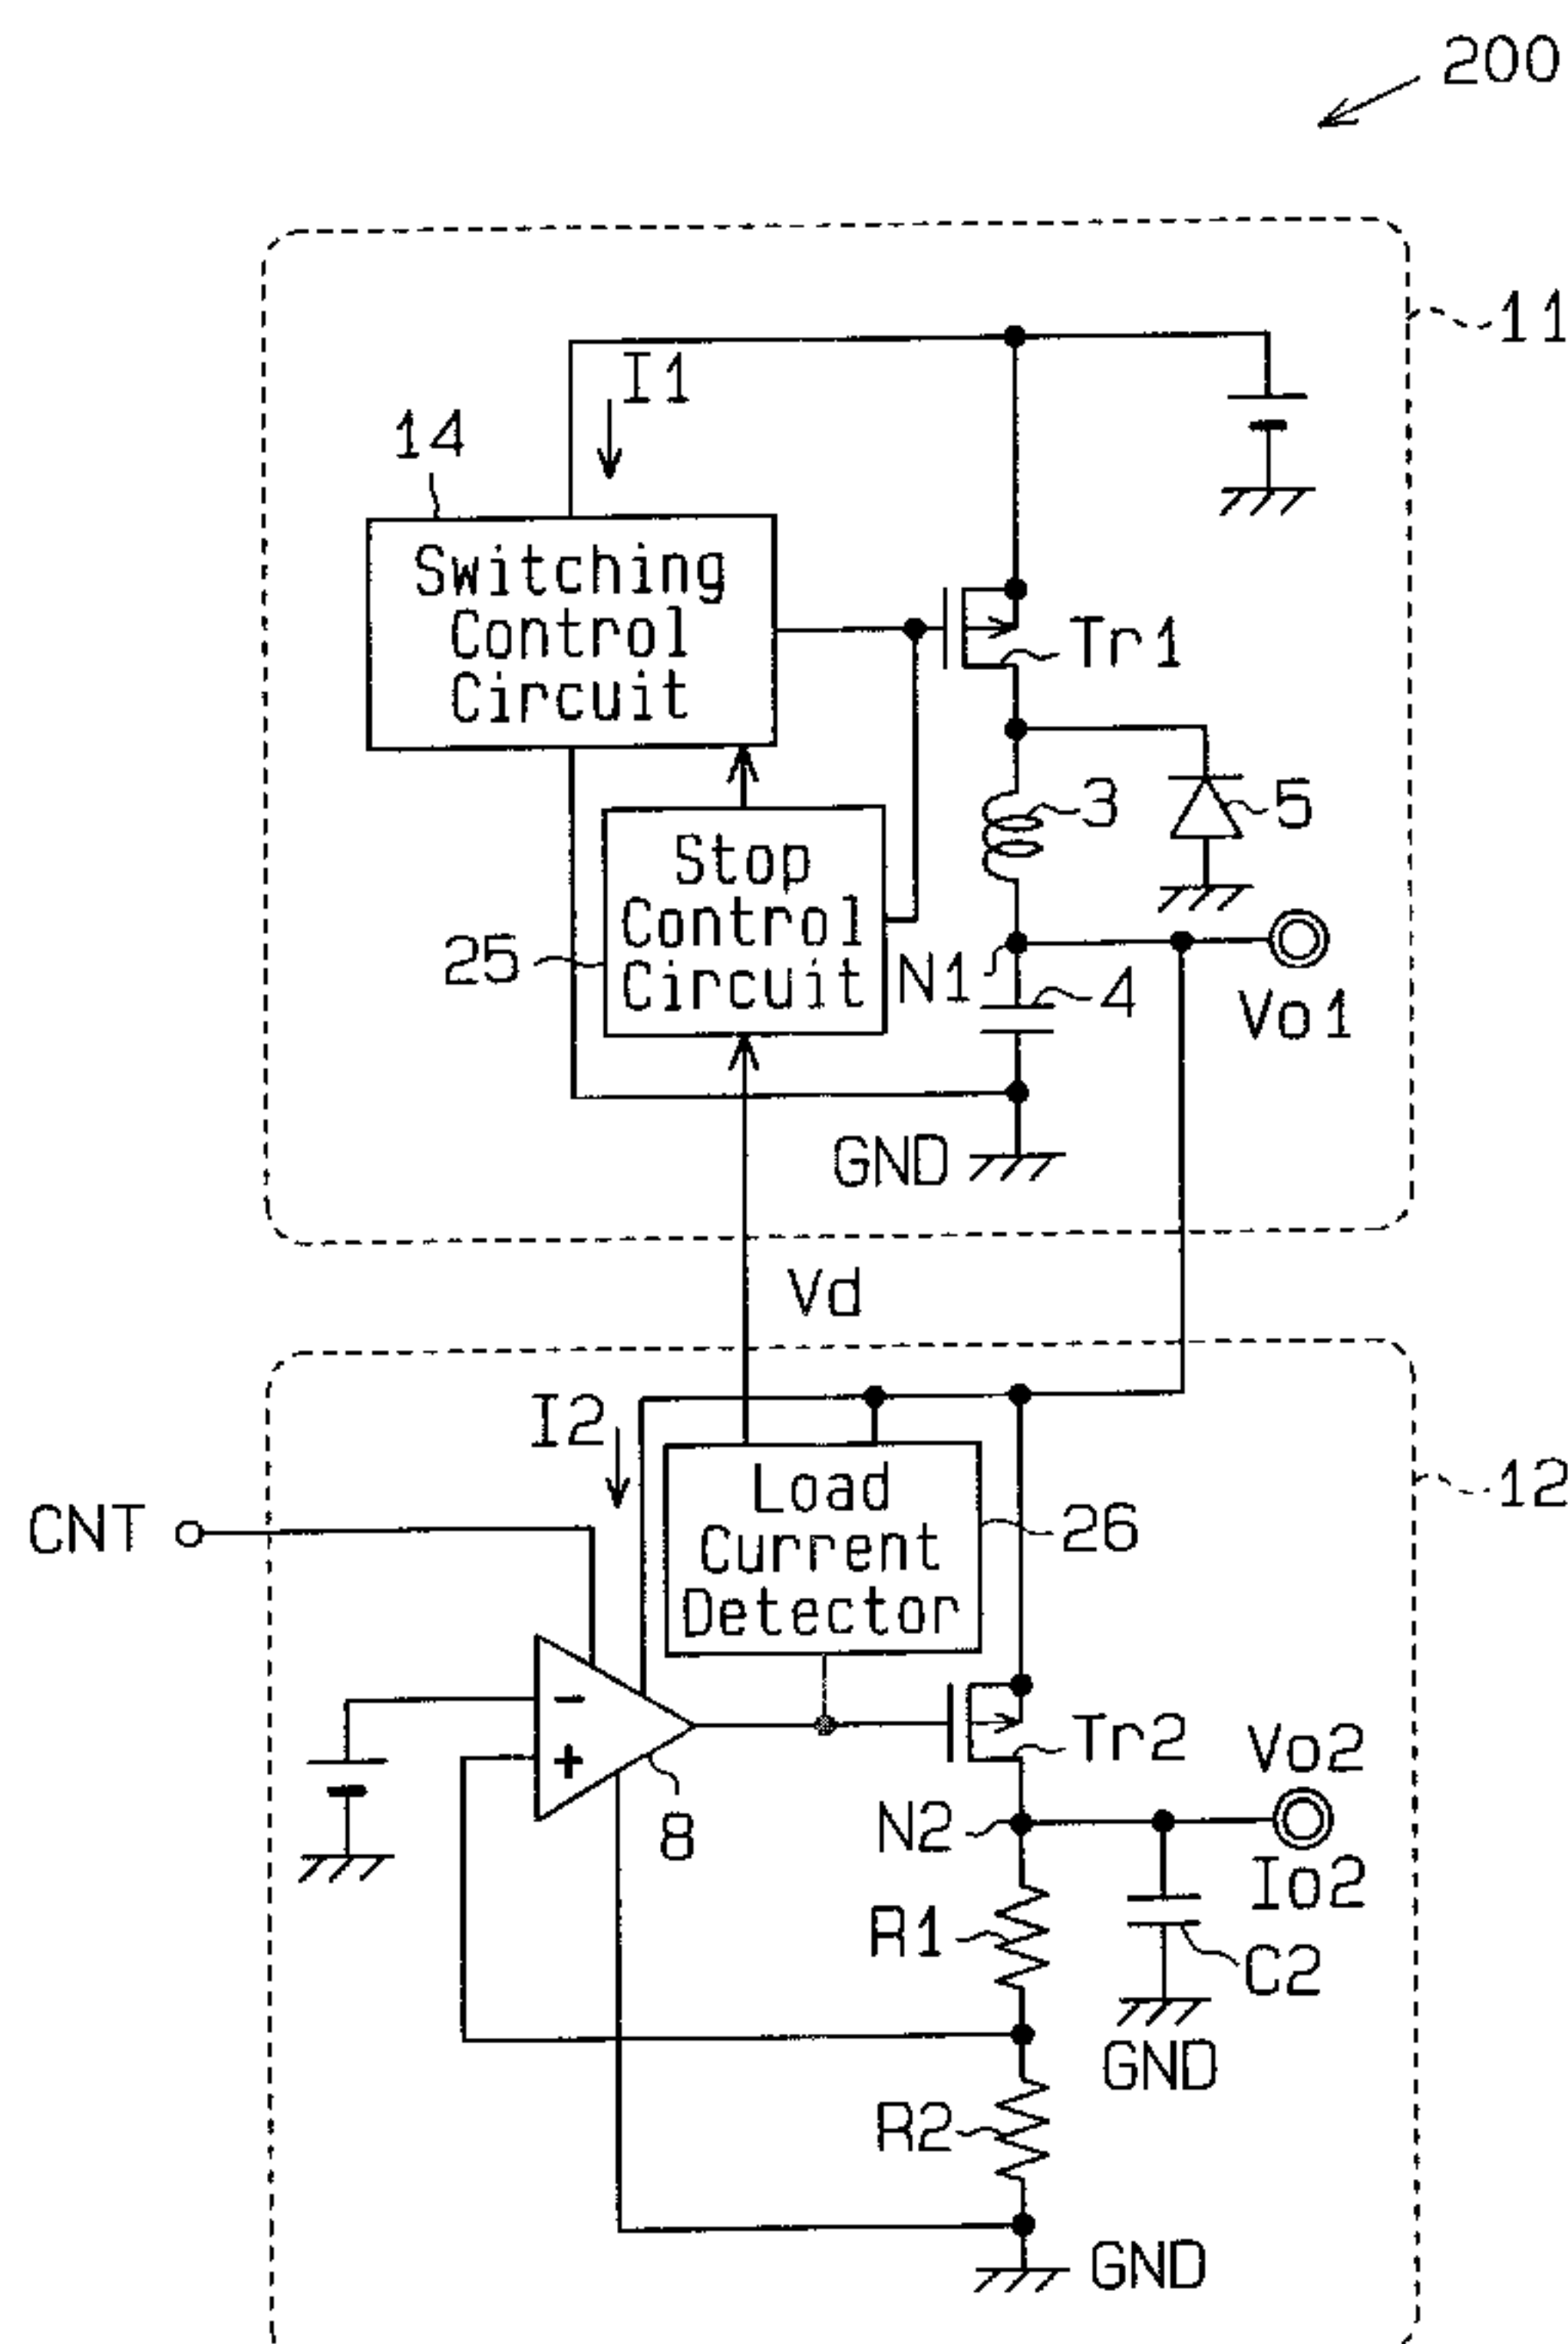 200
11
I1
14
Switching
Control
Circuit
Tr1
3
5
Stop
Control
Circuit
25
N1
4
Vo1
GND
Vd
I2
12
CNT
Load
Current
Detector
26
-
+
8
Tr2
Vo2
N2
Io2
R1
C2
GND
R2
GND